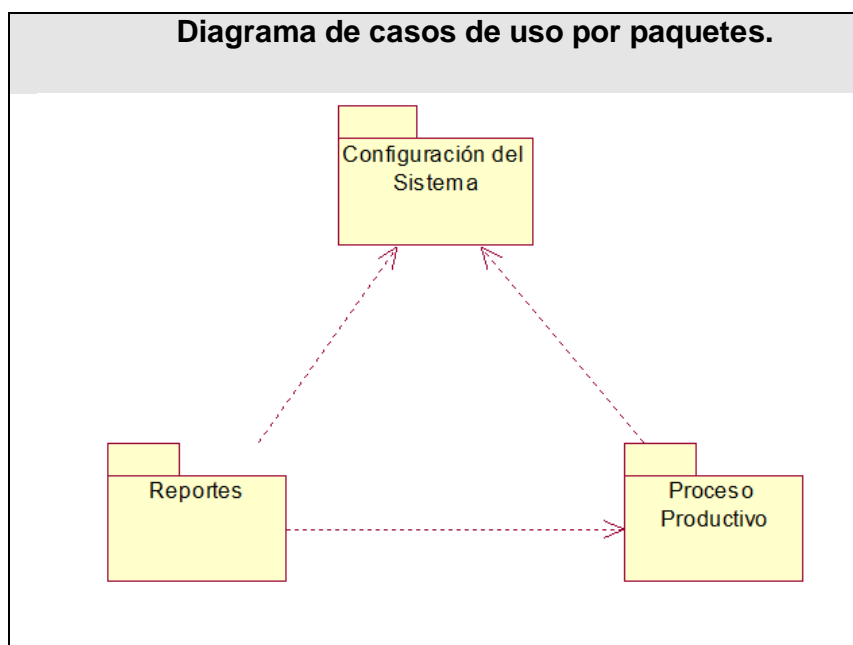 Diagrama de casos de uso por paquetes.
Configuración del
Sistema
Reportes
Proceso
Productivo